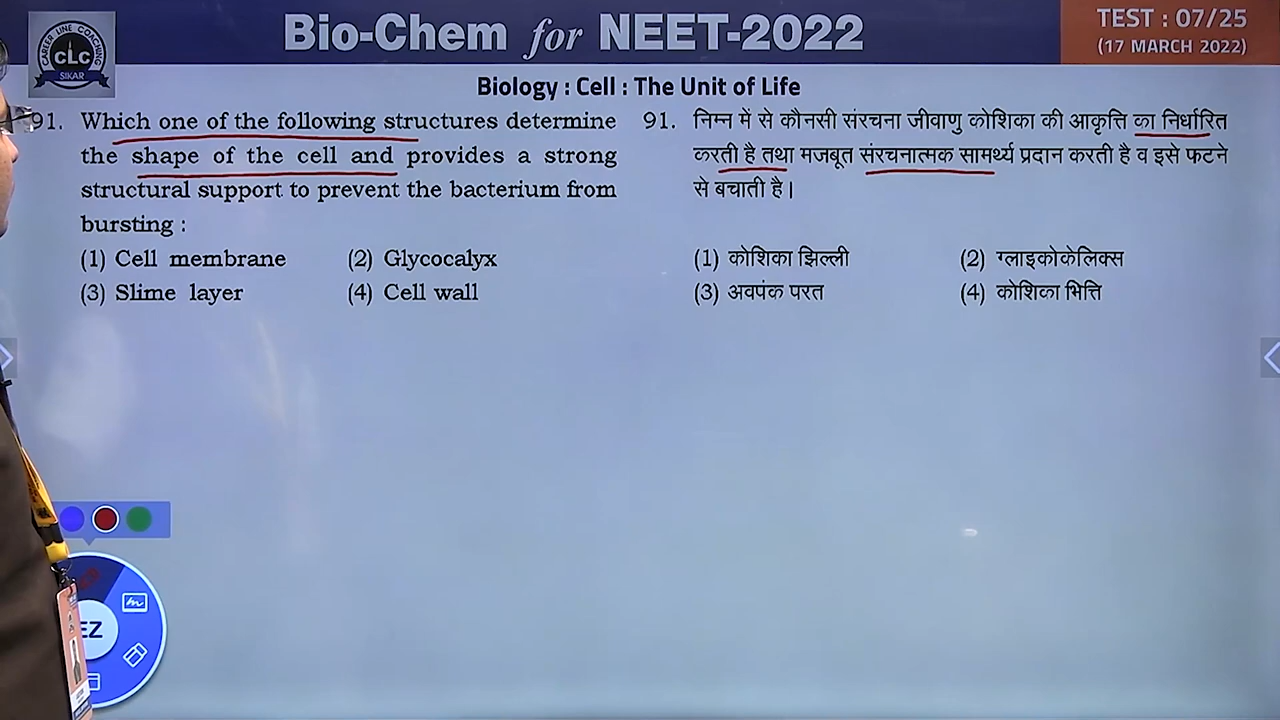 Bio-Chem for NEET-2022
TEST : 07/25
(17 MARCH 2022)
CAREER LINE COACHING
CLC
SIKAR
Biology : Cell : The Unit of Life
91. Which one of the following structures determine
the shape of the cell and provides a strong
structural support to prevent the bacterium from
bursting :
(1) Cell membrane (2) Glycocalyx
(3) Slime layer (4) Cell wall
91. निम्न में से कौनसी संरचना जीवाणु कोशिका की आकृत्ति का निर्धारित
करती है तथा मजबूत संरचनात्मक सामर्थ्य प्रदान करती है व इसे फटने
से बचाती है।
(1) कोशिका झिल्ली (2) ग्लाइकोकेलिक्स
(3) अवपंक परत (4) कोशिका भित्ति
EZ